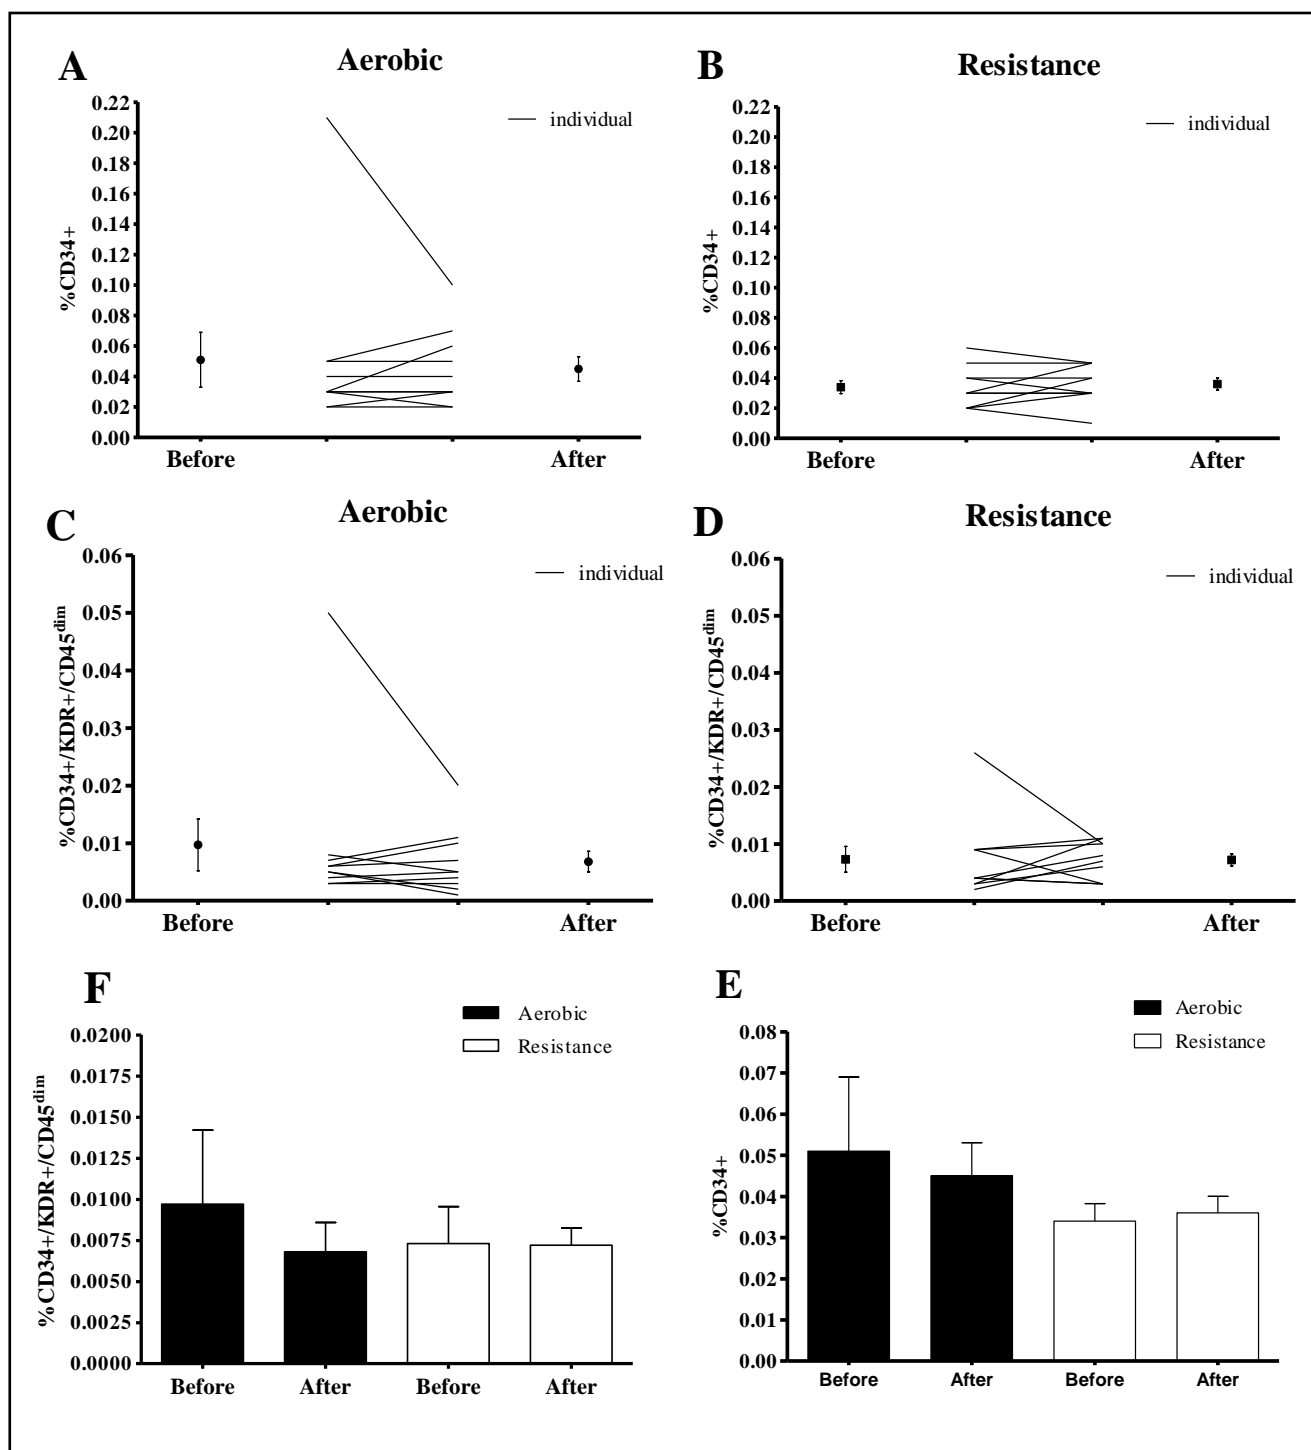 A
Aerobic
individual
%CD34+
0.22
0.20
0.18
0.16
0.14
0.12
0.10
0.08
0.06
0.04
0.02
0.00
Before
After
B
Resistance
individual
%CD34+
0.22
0.20
0.18
0.16
0.14
0.12
0.10
0.08
0.06
0.04
0.02
0.00
Before
After
C
Aerobic
individual
%CD34+/KDR+/CD45dim
0.06
0.05
0.04
0.03
0.02
0.01
0.00
Before
After
D
Resistance
individual
%CD34+/KDR+/CD45dim
0.06
0.05
0.04
0.03
0.02
0.01
0.00
Before
After
F
Aerobic
Resistance
%CD34+/KDR+/CD45dim
0.0200
0.0175
0.0150
0.0125
0.0100
0.0075
0.0050
0.0025
0.0000
Before
After
Before
After
E
Aerobic
Resistance
%CD34+
0.08
0.07
0.06
0.05
0.04
0.03
0.02
0.01
0.00
Before
After
Before
After